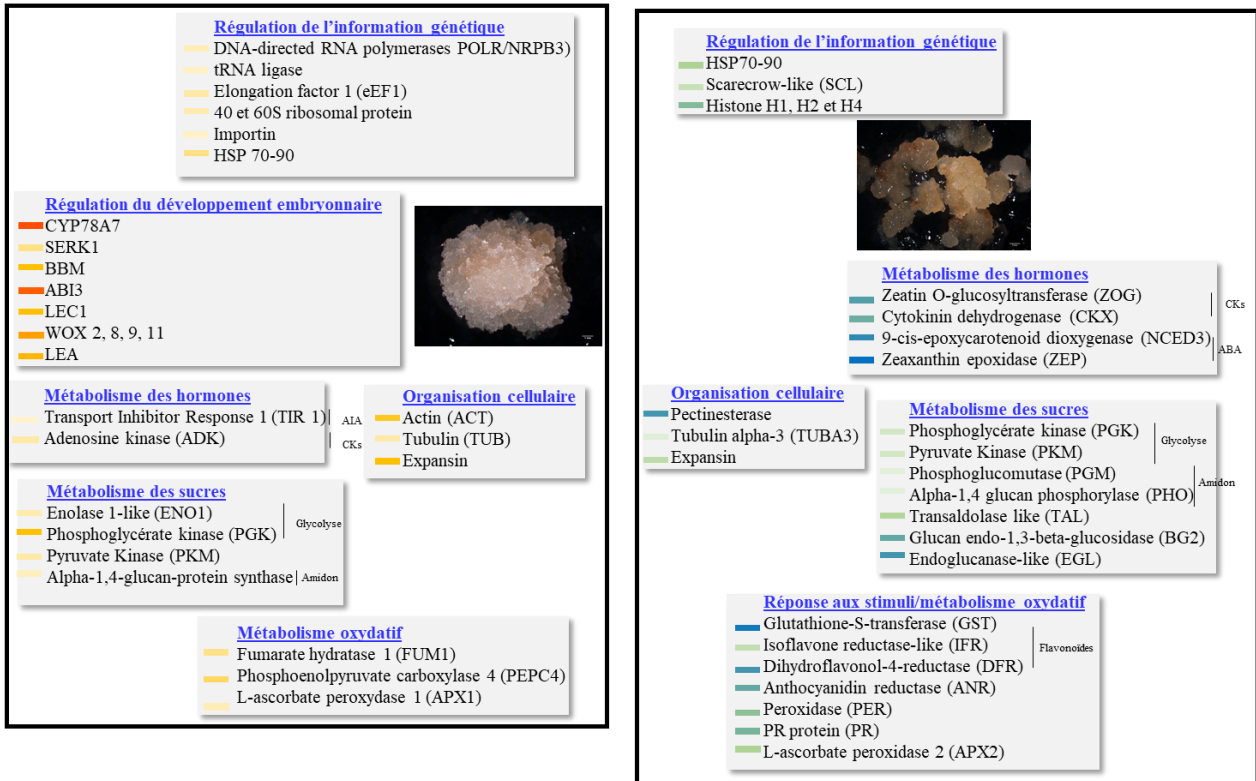 Régulation de l'information génétique
DNA-directed RNA polymerases POLR/NRPB3)
tRNA ligase
Elongation factor 1 (eEF1)
40 et 60S ribosomal protein
Importin
HSP 70-90
Régulation du développement embryonnaire
CYP78A7
SERK1
BBM
ABI3
LEC1
WOX 2, 8, 9, 11
LEA
Métabolisme des hormones
Transport Inhibitor Response 1 (TIR 1) AIA
Adenosine kinase (ADK) CKs
Organisation cellulaire
Actin (ACT)
Tubulin (TUB)
Expansin
Métabolisme des sucres
Enolase 1-like (ENO1)
Glycolyse
Phosphoglycérate kinase (PGK)
Pyruvate Kinase (PKM)
Alpha-1,4-glucan-protein synthase Amidon
Métabolisme oxydatif
Fumarate hydratase 1 (FUM1)
Phosphoenolpyruvate carboxylase 4 (PEPC4)
L-ascorbate peroxydase 1 (APX1)
Régulation de l'information génétique
HSP70-90
Scarecrow-like (SCL)
Histone H1, H2 et H4
Métabolisme des hormones
Zeatin O-glucosyltransferase (ZOG)
CKs
Cytokinin dehydrogenase (CKX)
9-cis-epoxycarotenoid dioxygenase (NCED3)
ABA
Zeaxanthin epoxidase (ZEP)
Organisation cellulaire
Pectinesterase
Tubulin alpha-3 (TUBA3)
Expansin
Métabolisme des sucres
Phosphoglycérate kinase (PGK)
Glycolyse
Pyruvate Kinase (PKM)
Phosphoglucomutase (PGM)
Amidon
Alpha-1,4 glucan phosphorylase (PHO)
Transaldolase like (TAL)
Glucan endo-1,3-beta-glucosidase (BG2)
Endoglucanase-like (EGL)
Réponse aux stimuli/métabolisme oxydatif
Glutathione-S-transferase (GST)
Isoflavone reductase-like (IFR)
Flavonoïdes
Dihydroflavonol-4-reductase (DFR)
Anthocyanidin reductase (ANR)
Peroxidase (PER)
PR protein (PR)
L-ascorbate peroxidase 2 (APX2)